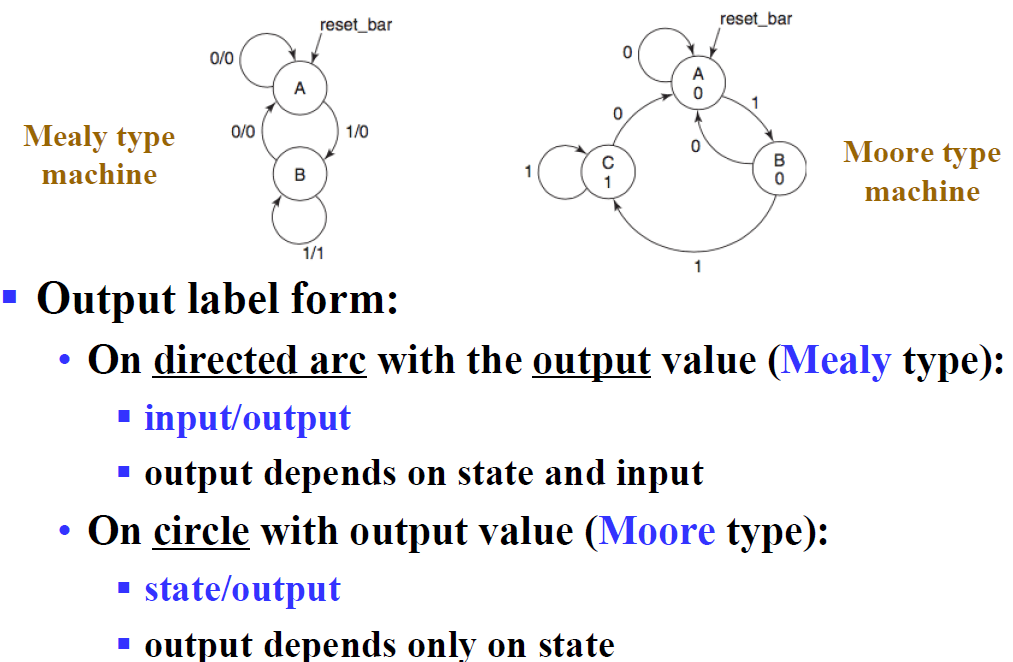 reset_bar
0/0
A
0/0
1/0
B
1/1
Mealy type
machine
reset_bar
0
A
0
0
1
0
C
1
1
B
0
1
Moore type
machine
Output label form:
On directed arc with the output value (Mealy type):
input/output
output depends on state and input
On circle with output value (Moore type):
state/output
output depends only on state